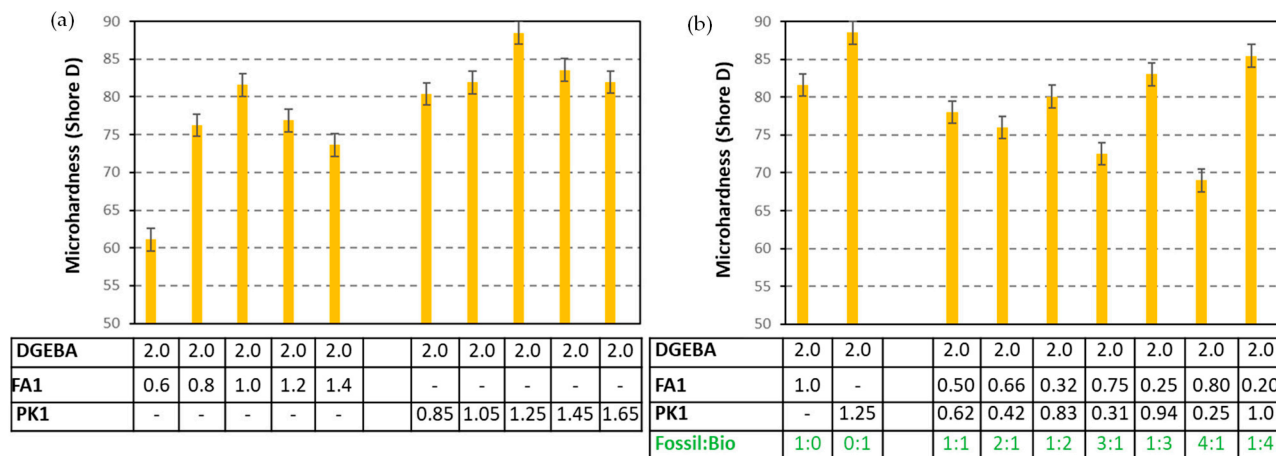 (a)
90
85
80
75
70
65
60
55
50
Microhardness (Shore D)
DGEBA 2.0 2.0 2.0 2.0 2.0 2.0 2.0 2.0 2.0 2.0
FA1 0.6 0.8 1.0 1.2 1.4 - - - - -
PK1 - - - - - 0.85 1.05 1.25 1.45 1.65
(b)
90
85
80
75
70
65
60
55
50
Microhardness (Shore D)
DGEBA 2.0 2.0 2.0 2.0 2.0 2.0 2.0 2.0 2.0
FA1 1.0 - 0.50 0.66 0.32 0.75 0.25 0.80 0.20
PK1 - 1.25 0.62 0.42 0.83 0.31 0.94 0.25 1.0
Fossil:Bio 1:0 0:1 1:1 2:1 1:2 3:1 1:3 4:1 1:4